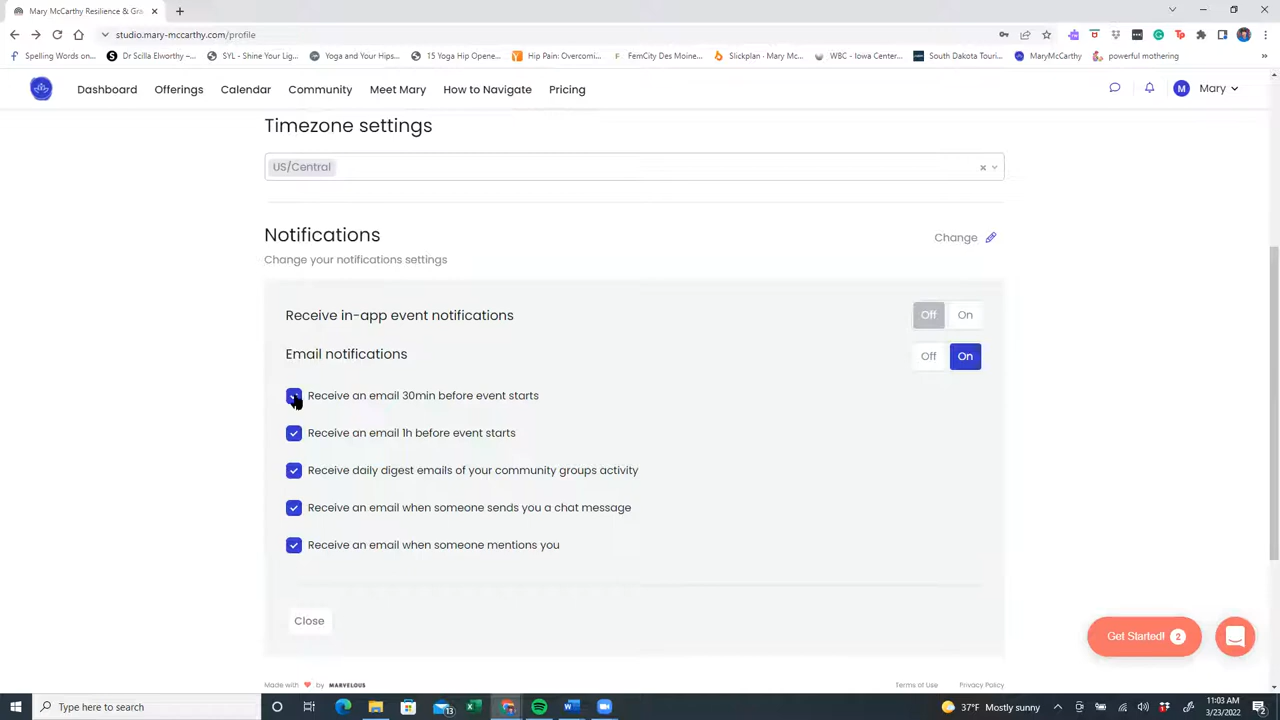 Mary McCarthy Resilience & Gra
studio.mary-mccarthy.com/profile
Spelling Words on...
Dr Scilla Elworthy –...
SYL - Shine Your Lig...
Yoga and Your Hips...
15 Yoga Hip Opene...
Hip Pain: Overcomi...
FemCity Des Moine...
Slickplan - Mary Mc...
WBC - Iowa Center...
South Dakota Touri...
MaryMcCarthy
powerful mothering
Dashboard
Offerings
Calendar
Community
Meet Mary
How to Navigate
Pricing
M
Mary
Timezone settings
US/Central
Notifications
Change
Change your notifications settings
Receive in-app event notifications
Off
On
Email notifications
Off
On
Receive an email 30min before event starts
Receive an email 1h before event starts
Receive daily digest emails of your community groups activity
Receive an email when someone sends you a chat message
Receive an email when someone mentions you
Close
Get Started!
2
Made with
by MARVELOUS
Terms of Use
Privacy Policy
Type here to search
37°F Mostly sunny
11:03 AM
3/23/2022